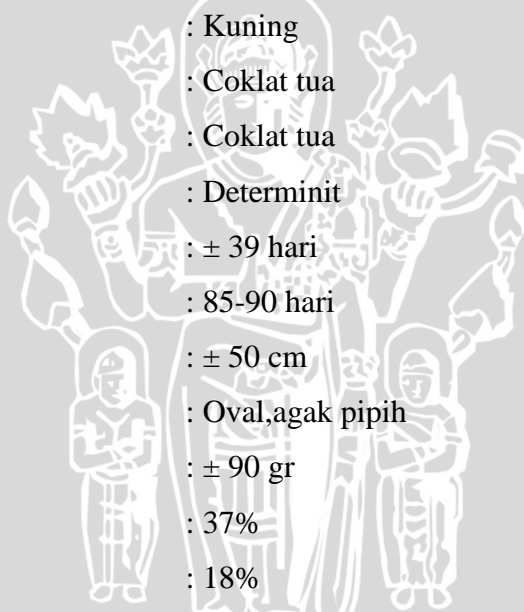 : Kuning
: Coklat tua
: Coklat tua
: Determinit
: ± 39 hari
: 85-90 hari
: ± 50 cm
: Oval,agak pipih
: ± 90 gr
: 37%
: 18%